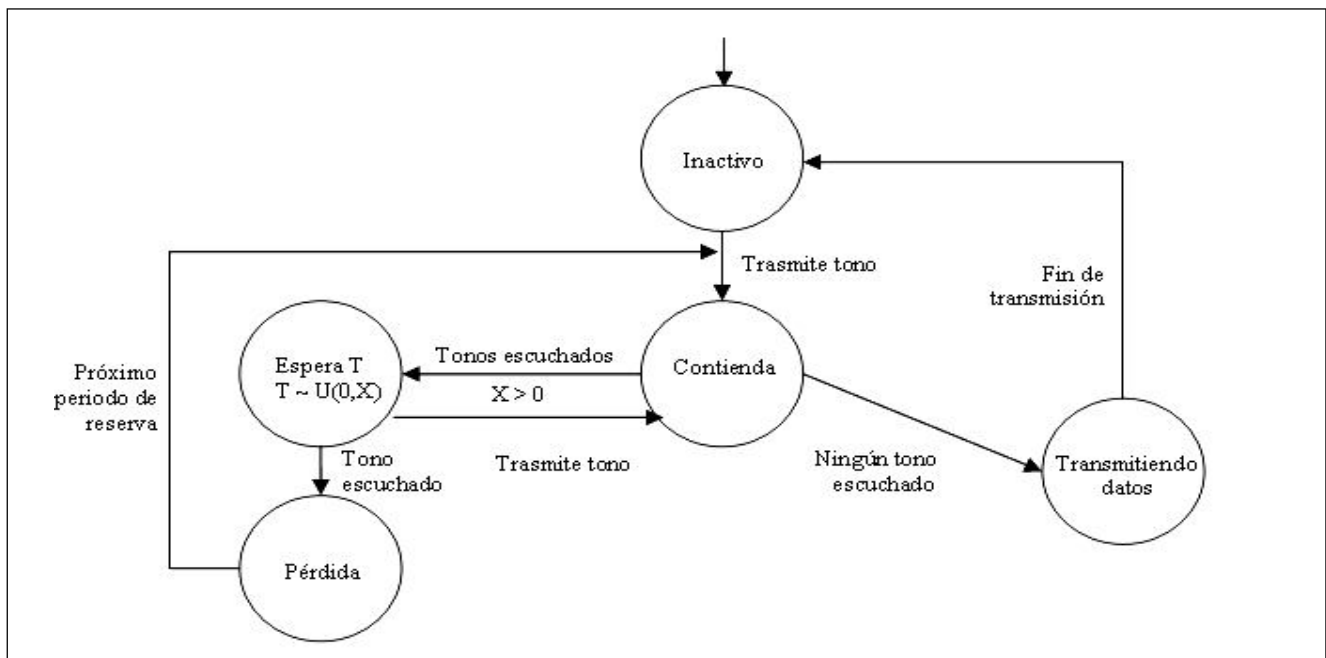 Inactivo
Trasmite tono
Fin de
transmisión
Espera T
T ~ U(0,X)
Tonos escuchados
X > 0
Contienda
Próximo
periodo de
reserva
Trasmite tono
Tono
escuchado
Ningún tono
escuchado
Transmitiendo
datos
Pérdida